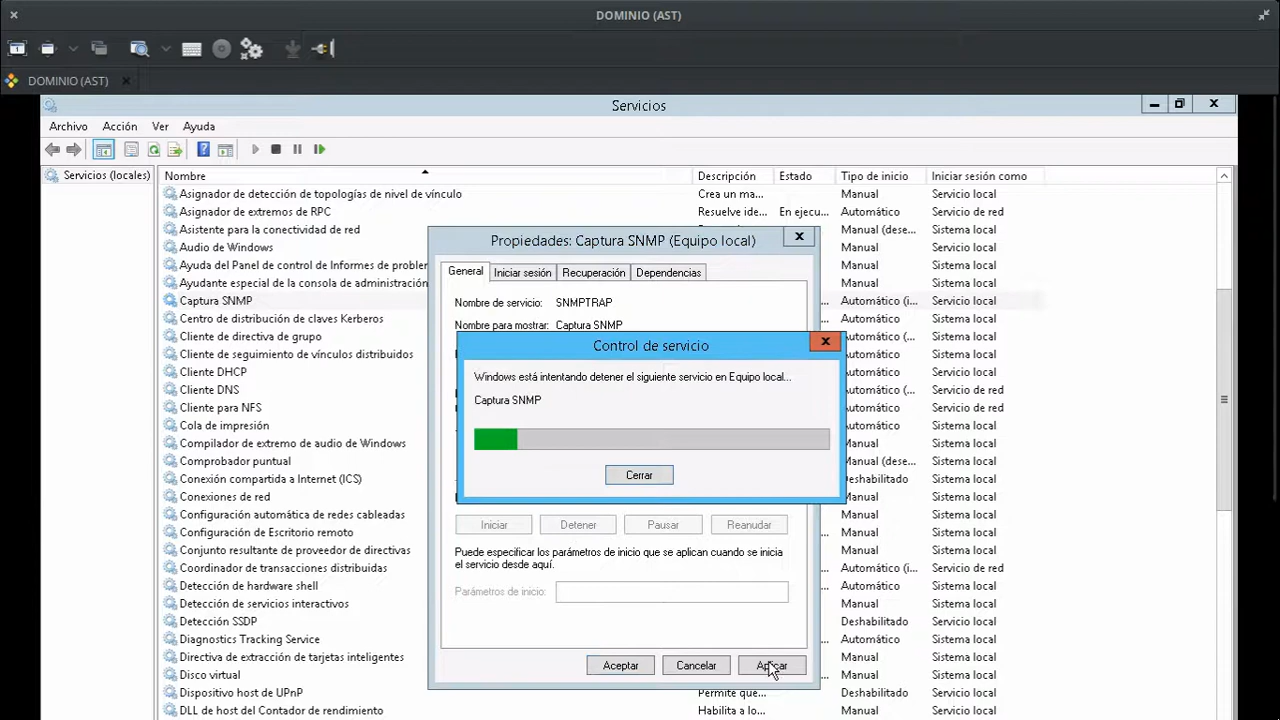 DOMINIO (AST)
DOMINIO (AST)
Servicios
Archivo Acción Ver Ayuda
Servicios (locales)
Nombre Descripción Estado Tipo de inicio Iniciar sesión como
Asignador de detección de topologías de nivel de vínculo Crea un ma... Manual Servicio local
Asignador de extremos de RPC Resuelve ide... En ejecu... Automático Servicio de red
Asistente para la conectividad de red Manual (dese... Sistema local
Audio de Windows Manual Servicio local
Ayuda del Panel de control de Informes de probler Manual Sistema local
Ayudante especial de la consola de administración Manual Sistema local
Captura SNMP ... Automático (i... Servicio local
Centro de distribución de claves Kerberos ... Automático Sistema local
Cliente de directiva de grupo Automático (i... Sistema local
Cliente de seguimiento de vínculos distribuidos Automático Sistema local
Cliente DHCP Automático Servicio local
Cliente DNS Automático (i... Servicio de red
Cliente para NFS Automático Servicio de red
Cola de impresión Automático Sistema local
Compilador de extremo de audio de Windows Manual Sistema local
Comprobador puntual Manual (dese... Sistema local
Conexión compartida a Internet (ICS) Deshabilitado Sistema local
Conexiones de red Manual Sistema local
Configuración automática de redes cableadas ... Manual Sistema local
Configuración de Escritorio remoto ... Manual Sistema local
Conjunto resultante de proveedor de directivas ... Manual Sistema local
Coordinador de transacciones distribuidas ... Automático (i... Servicio de red
Detección de hardware shell ... Automático Sistema local
Detección de servicios interactivos ... Manual Sistema local
Detección SSDP ... Deshabilitado Servicio local
Diagnostics Tracking Service ... Automático Sistema local
Directiva de extracción de tarjetas inteligentes ... Manual Sistema local
Disco virtual ... Manual Sistema local
Dispositivo host de UPnP Permite que... Deshabilitado Servicio local
DLL de host del Contador de rendimiento Habilita a lo... Manual Servicio local
Propiedades: Captura SNMP (Equipo local)
General Iniciar sesión Recuperación Dependencias
Nombre de servicio: SNMPTRAP
Nombre para mostrar: Captura SNMP
Control de servicio
Windows está intentando detener el siguiente servicio en Equipo local...
Captura SNMP
Cerrar
Iniciar Detener Pausar Reanudar
Puede especificar los parámetros de inicio que se aplican cuando se inicia
el servicio desde aquí.
Parámetros de inicio:
Aceptar Cancelar Aplicar